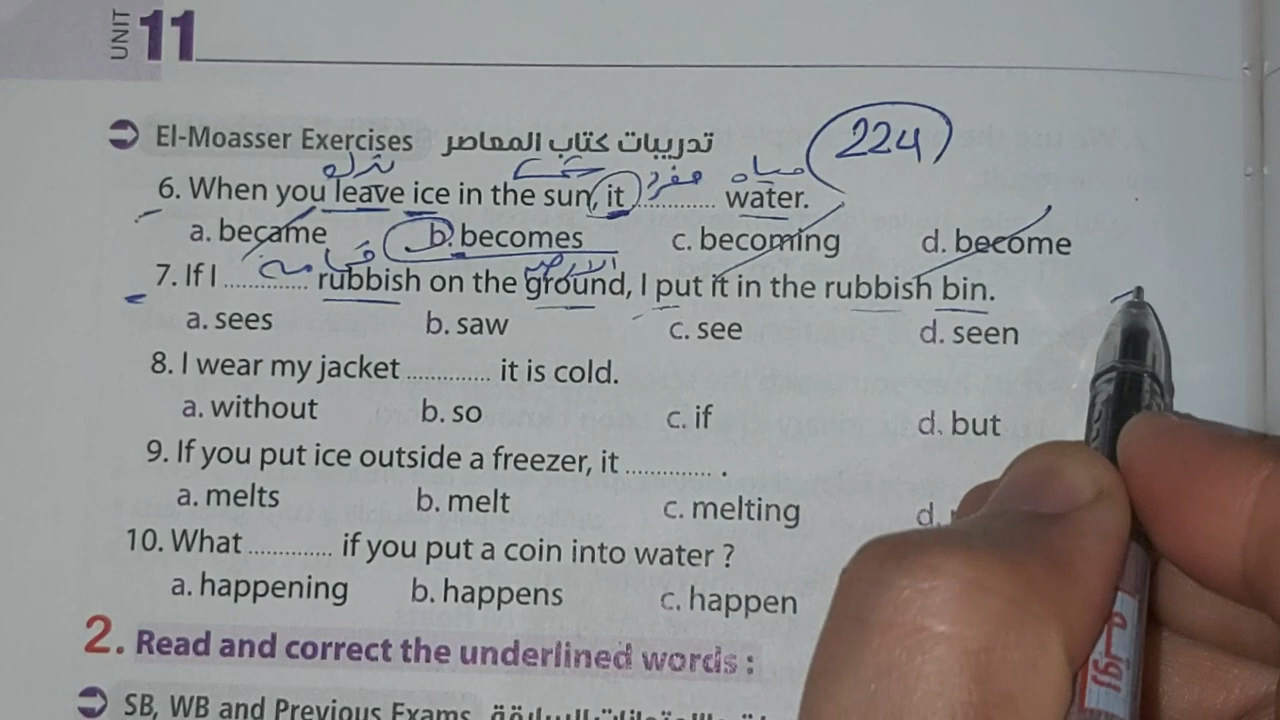 UNIT 11
El-Moasser Exercises تدريبات كتاب المعاصر 224
6. When you leave ice in the sun, it ............ water.
a. became b. becomes c. becoming d. become
7. If I ............ rubbish on the ground, I put it in the rubbish bin.
a. sees b. saw c. see d. seen
8. I wear my jacket ............ it is cold.
a. without b. so c. if d. but
9. If you put ice outside a freezer, it ............ .
a. melts b. melt c. melting d.
10. What ............ if you put a coin into water ?
a. happening b. happens c. happen
2. Read and correct the underlined words :
SB, WB and Previous Exams